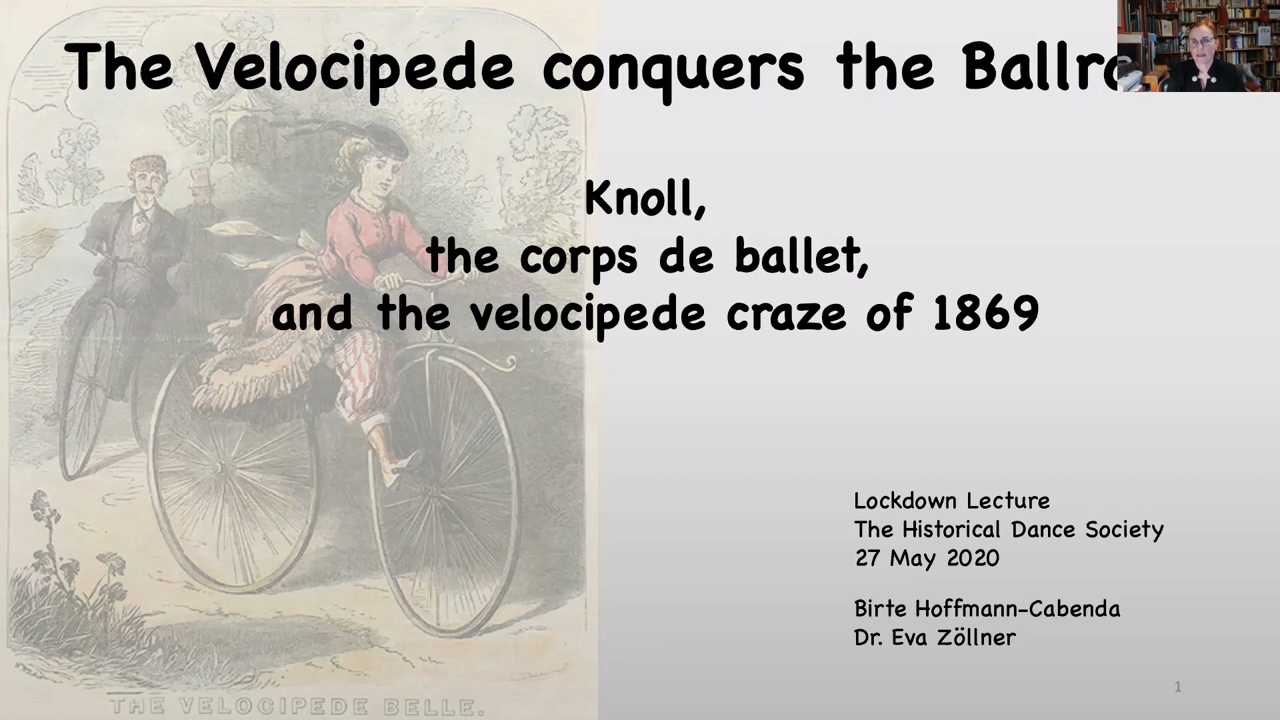 The Velocipede conquers the Ballro
Knoll,
the corps de ballet,
and the velocipede craze of 1869
Lockdown Lecture
The Historical Dance Society
27 May 2020
Birte Hoffmann-Cabenda
Dr. Eva Zöllner
1
THE VELOCIPEDE BELLE.